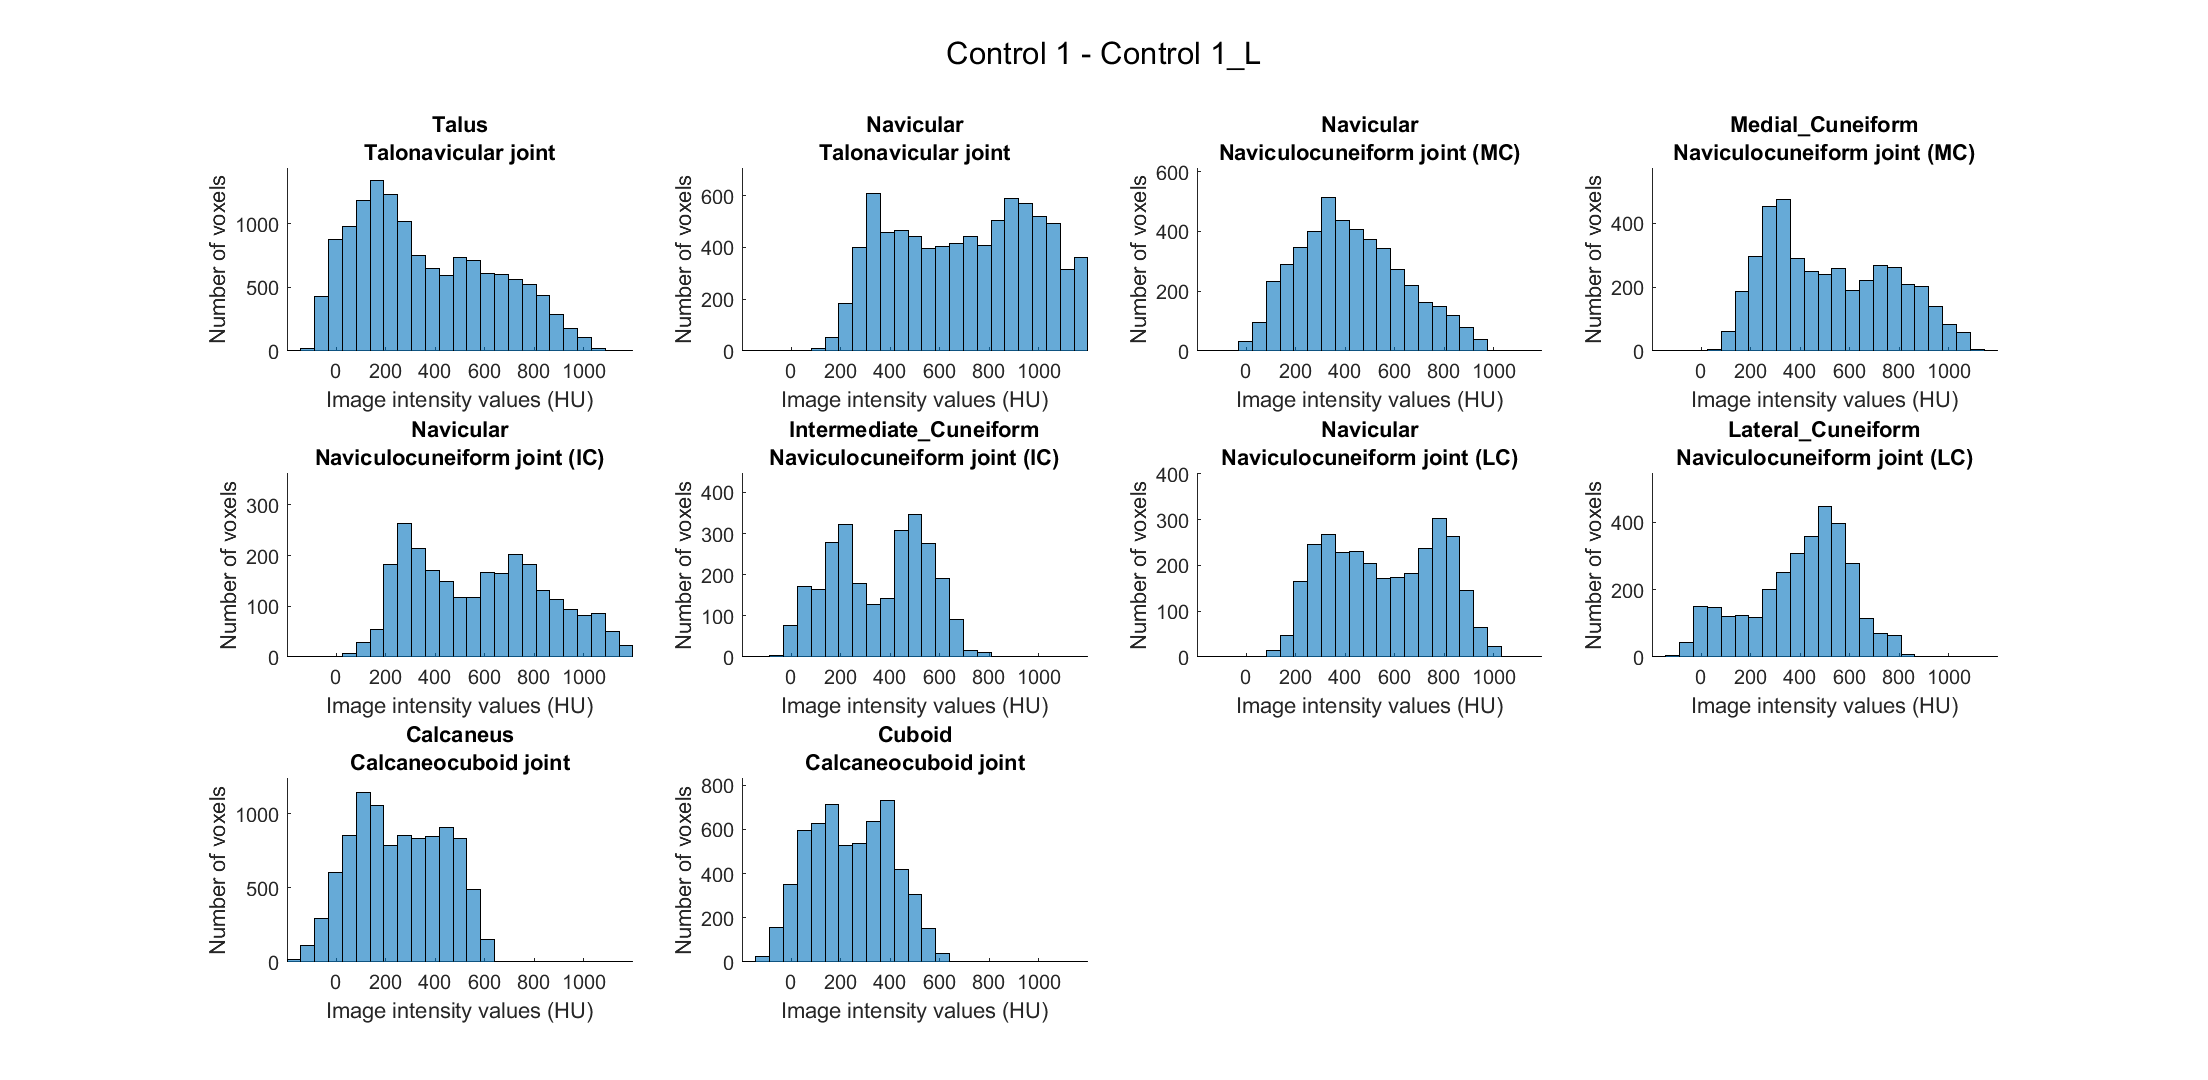 Control 1 - Control 1_L
Talus
Talonavicular joint
Number of voxels
1000
500
0
0 200 400 600 800 1000
Image intensity values (HU)
Navicular
Talonavicular joint
Number of voxels
600
400
200
0
0 200 400 600 800 1000
Image intensity values (HU)
Navicular
Naviculocuneiform joint (MC)
Number of voxels
600
400
200
0
0 200 400 600 800 1000
Image intensity values (HU)
Medial_Cuneiform
Naviculocuneiform joint (MC)
Number of voxels
400
200
0
0 200 400 600 800 1000
Image intensity values (HU)
Navicular
Naviculocuneiform joint (IC)
Number of voxels
300
200
100
0
0 200 400 600 800 1000
Image intensity values (HU)
Intermediate_Cuneiform
Naviculocuneiform joint (IC)
Number of voxels
400
300
200
100
0
0 200 400 600 800 1000
Image intensity values (HU)
Navicular
Naviculocuneiform joint (LC)
Number of voxels
400
300
200
100
0
0 200 400 600 800 1000
Image intensity values (HU)
Lateral_Cuneiform
Naviculocuneiform joint (LC)
Number of voxels
400
200
0
0 200 400 600 800 1000
Image intensity values (HU)
Calcaneus
Calcaneocuboid joint
Number of voxels
1000
500
0
0 200 400 600 800 1000
Image intensity values (HU)
Cuboid
Calcaneocuboid joint
Number of voxels
800
600
400
200
0
0 200 400 600 800 1000
Image intensity values (HU)